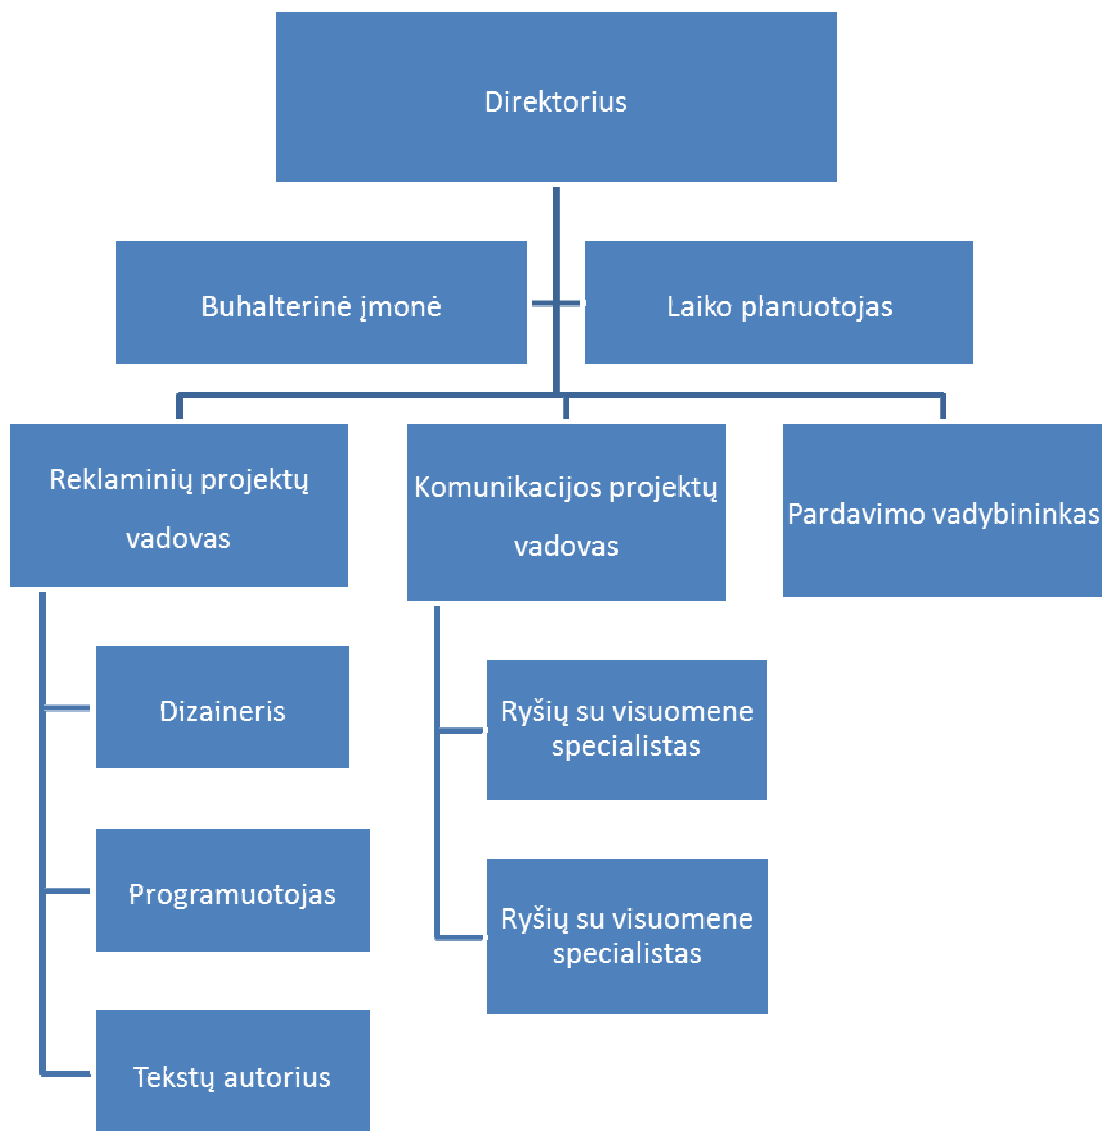 Direktorius
Buhalterinė įmonė
Laiko planuotojas
Reklaminių projektų
vadovas
Komunikacijos projektų
vadovas
Pardavimo vadybininkas
Dizaineris
Programuotojas
Tekstų autorius
Ryšių su visuomene
specialistas
Ryšių su visuomene
specialistas